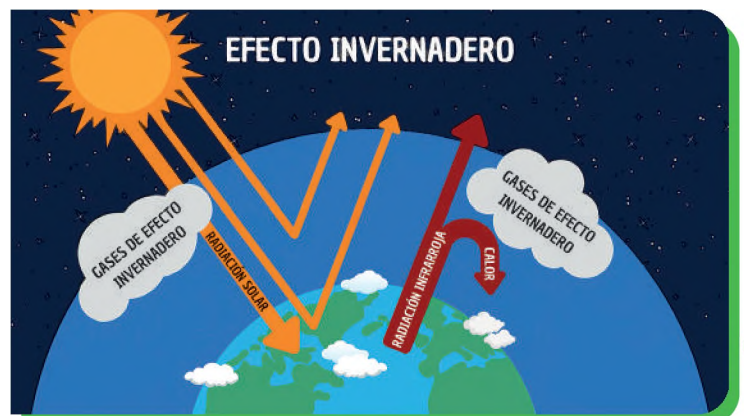 EFECTO INVERNADERO
GASES DE EFECTO
INVERNADERO
RADIACIÓN SOLAR
RADIACIÓN INFRARROJA
CALOR
GASES DE EFECTO
INVERNADERO